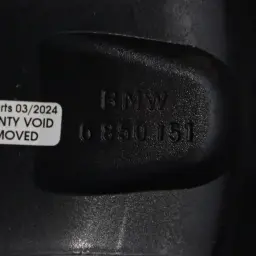 BMW
6 850 151
rts 03/2024
NTY VOID
MOVED